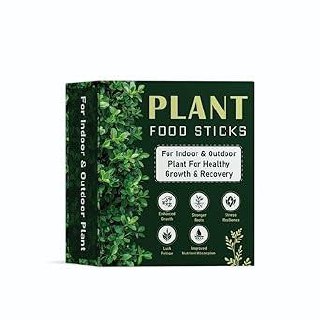 For Indoor & Outdoor Plant
PLANT
FOOD STICKS
For Indoor & Outdoor
Plant For Healthy
Growth & Recovery
Enhanced
Growth
Stronger
Roots
Stress
Resilience
Lush
Foliage
Improved
Nutrient Absorption